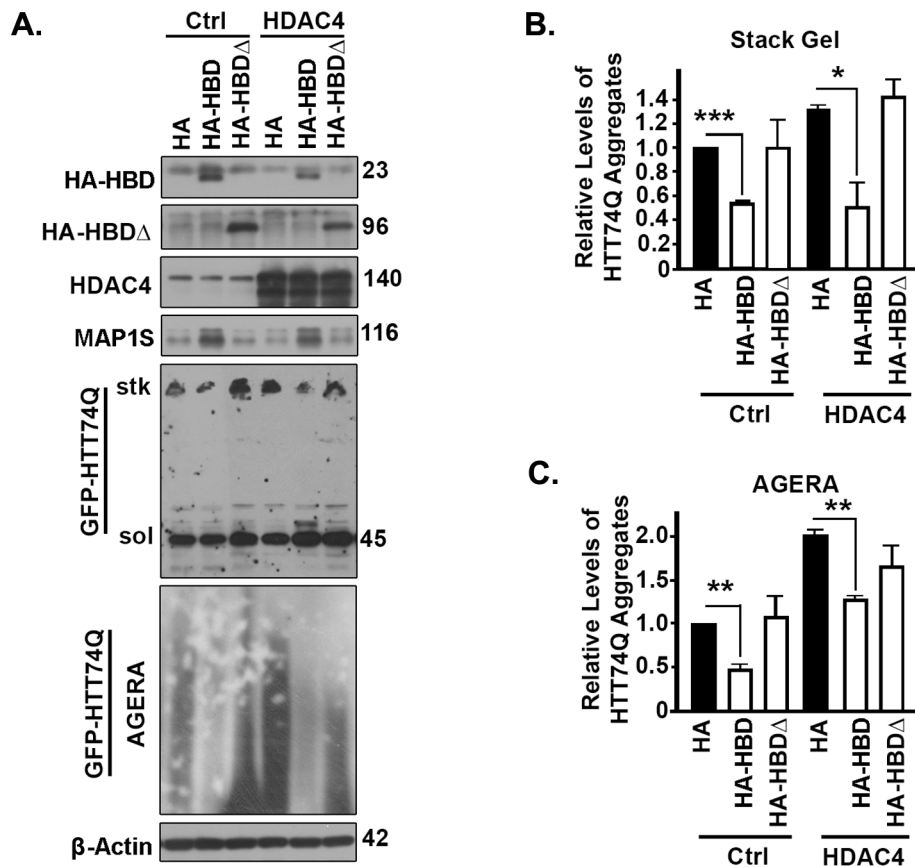 A.
Ctrl HDAC4
HA
HA-HBD
HA-HBDΔ
HA
HA-HBD
HA-HBDΔ
HA-HBD 23
HA-HBDΔ 96
HDAC4 140
MAP1S 116
GFP-HTT74Q
stk
sol 45
GFP-HTT74Q
AGERA
β-Actin 42
B.
Stack Gel
Relative Levels of
HTT74Q Aggregates
1.4
1.2
1.0
0.8
0.6
0.4
0.2
0
***
*
HA
HA-HBD
HA-HBDΔ
HA
HA-HBD
HA-HBDΔ
Ctrl HDAC4
C.
AGERA
Relative Levels of
HTT74Q Aggregates
2.0
1.5
1.0
0.5
0
**
**
HA
HA-HBD
HA-HBDΔ
HA
HA-HBD
HA-HBDΔ
Ctrl HDAC4